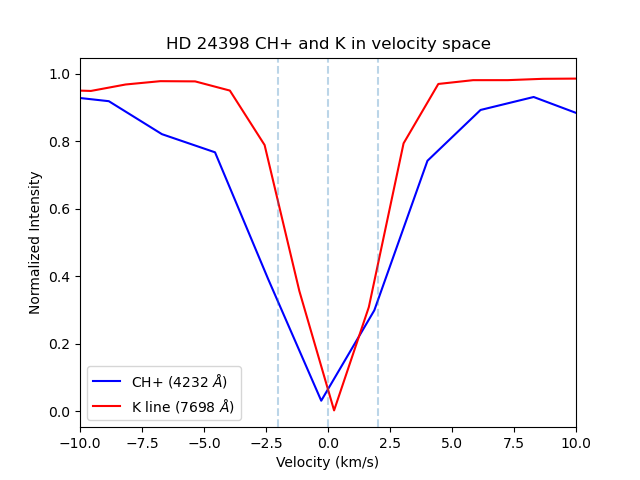 HD 24398 CH+ and K in velocity space
Normalized Intensity
1.0
0.8
0.6
0.4
0.2
0.0
CH+ (4232 Å)
K line (7698 Å)
−10.0 −7.5 −5.0 −2.5 0.0 2.5 5.0 7.5 10.0
Velocity (km/s)